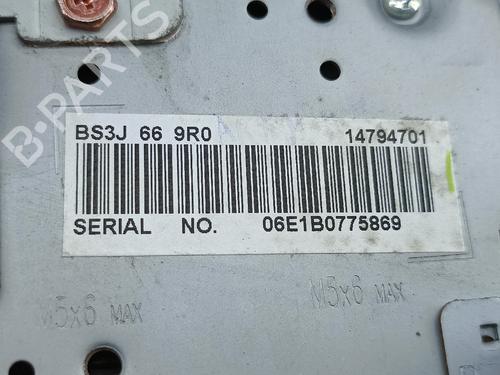 B-PARTS
BS3J 66 9R0 14794701
SERIAL NO. 06E1B0775869
M5x6 MAX M5x6 MAX